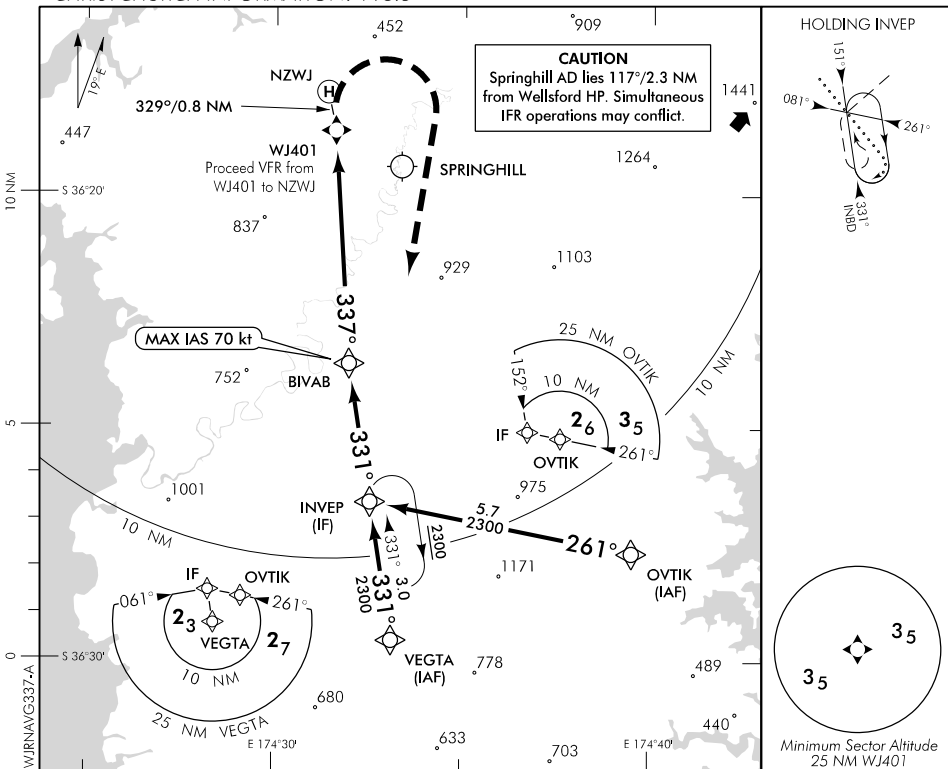 452
909
HOLDING INVEP
CAUTION
Springhill AD lies 117°/2.3 NM
from Wellsford HP. Simultaneous
IFR operations may conflict.
19° E
NZWJ
H
329°/0.8 NM
1441
151°
081°
261°
331°
INBD
447
WJ401
Proceed VFR from
WJ401 to NZWJ
SPRINGHILL
1264
10 NM
S 36°20'
837
929
1103
337°
MAX IAS 70 kt
752
BIVAB
25 NM OVTIK
10 NM
152°
10 NM
26
35
IF
OVTIK
261°
5
331°
1001
INVEP
(IF)
975
5.7
2300
261°
10 NM
2300
331°
3.0
2300
331°
1171
OVTIK
(IAF)
IF
OVTIK
061°
261°
23
VEGTA
27
10 NM
25 NM VEGTA
VEGTA
(IAF)
0
S 36°30'
778
489
680
440
35
35
WJRNAVG337-A
E 174°30'
633
703
E 174°40'
Minimum Sector Altitude
25 NM WJ401